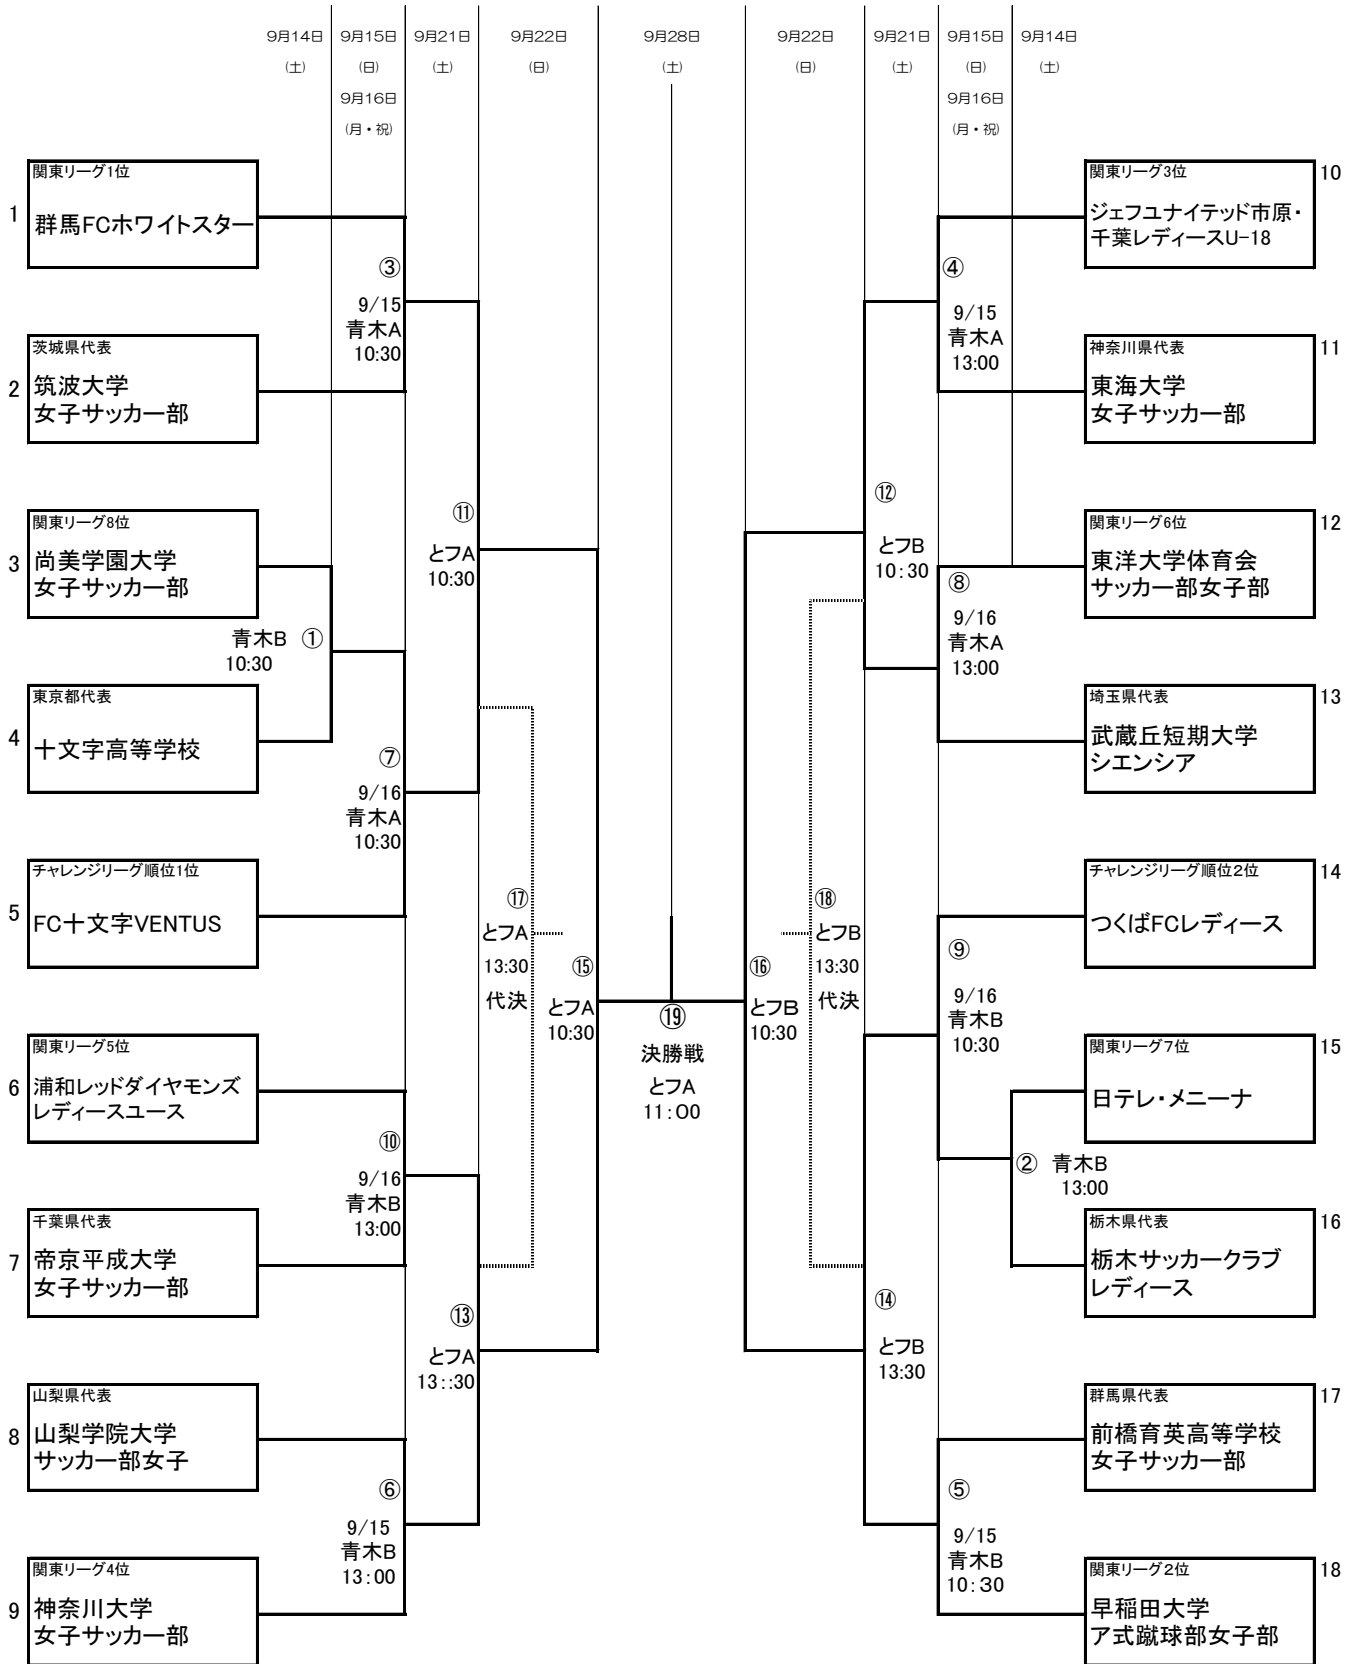 9月14日 9月15日 9月21日 9月22日 9月28日 9月22日 9月21日 9月15日 9月14日
(土) (日) (土) (日) (土) (日) (土) (日) (土)
9月16日 9月16日
(月・祝) (月・祝)
1
関東リーグ1位
群馬FCホワイトスター
2
茨城県代表
筑波大学
女子サッカー部
3
関東リーグ8位
尚美学園大学
女子サッカー部
4
東京都代表
十文字高等学校
5
チャレンジリーグ順位1位
FC十文字VENTUS
6
関東リーグ5位
浦和レッドダイヤモンズ
レディースユース
7
千葉県代表
帝京平成大学
女子サッカー部
8
山梨県代表
山梨学院大学
サッカー部女子
9
関東リーグ4位
神奈川大学
女子サッカー部
青木B ①
10:30
③
9/15
青木A
10:30
⑦
9/16
青木A
10:30
⑩
9/16
青木B
13:00
⑥
9/15
青木B
13:00
⑪
とフA
10:30
⑬
とフA
13::30
⑰
とフA
13:30
代決
⑮
とフA
10:30
⑲
決勝戦
とフA
11:00
⑯
とフB
10:30
⑱
とフB
13:30
代決
⑫
とフB
10:30
⑭
とフB
13:30
④
9/15
青木A
13:00
⑧
9/16
青木A
13:00
⑨
9/16
青木B
10:30
⑤
9/15
青木B
10:30
② 青木B
13:00
関東リーグ3位
10
ジェフユナイテッド市原・
千葉レディースU-18
神奈川県代表
11
東海大学
女子サッカー部
関東リーグ6位
12
東洋大学体育会
サッカー部女子部
埼玉県代表
13
武蔵丘短期大学
シエンシア
チャレンジリーグ順位2位
14
つくばFCレディース
関東リーグ7位
15
日テレ・メニーナ
栃木県代表
16
栃木サッカークラブ
レディース
群馬県代表
17
前橋育英高等学校
女子サッカー部
関東リーグ2位
18
早稲田大学
ア式蹴球部女子部